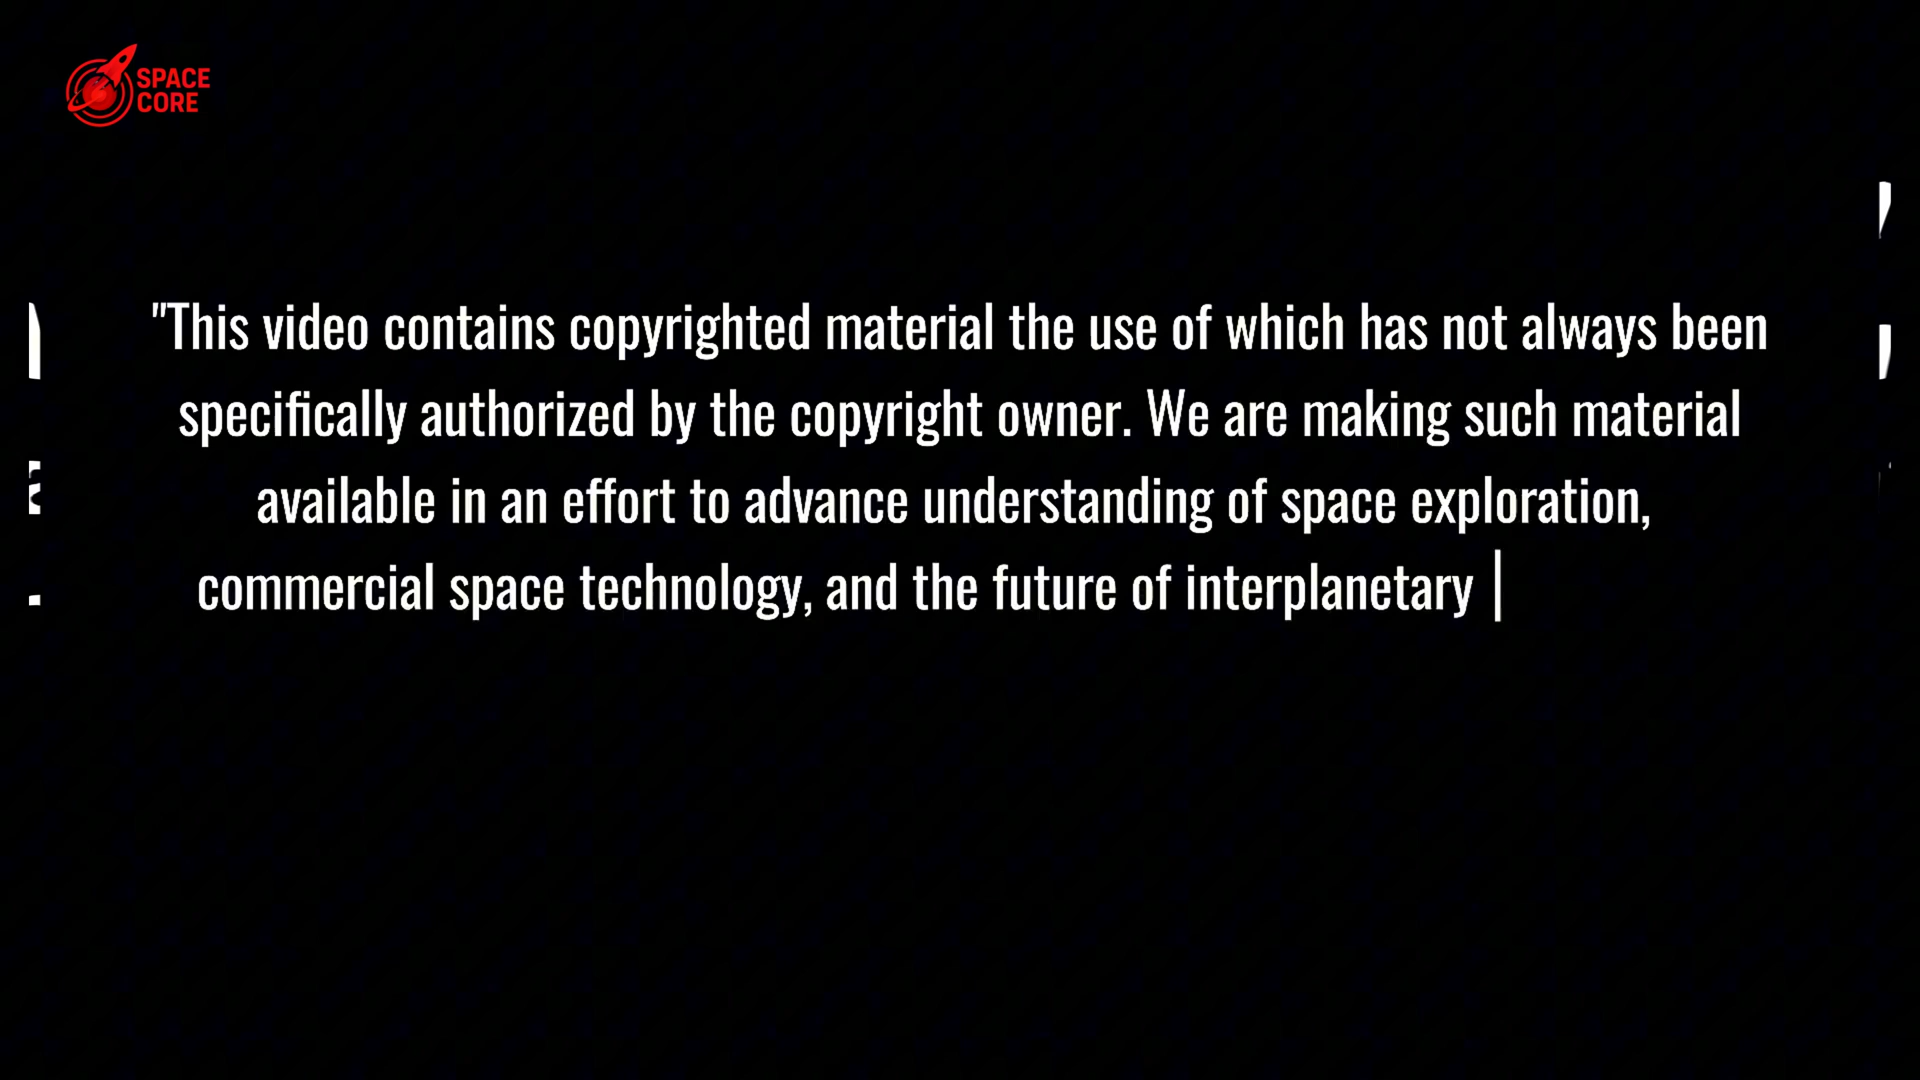 SPACE
CORE
"This video contains copyrighted material the use of which has not always been
specifically authorized by the copyright owner. We are making such material
available in an effort to advance understanding of space exploration,
commercial space technology, and the future of interplanetary